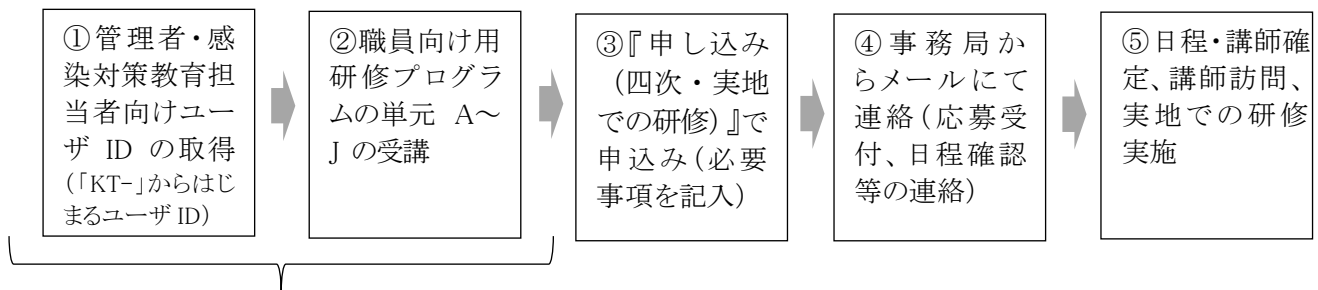 ①管理者・感
染対策教育担
当者向けユー
ザ ID の取得
(「KT-」からはじ
まるユーザ ID)
②職員向け用
研修プログラ
ムの単元 A～
J の受講
③『申し込み
(四次・実地
での研修)』で
申込み(必要
事項を記入)
④事務局か
らメールにて
連絡(応募受
付、日程確認
等の連絡)
⑤日程・講師確
定、講師訪問、
実地での研修
実施